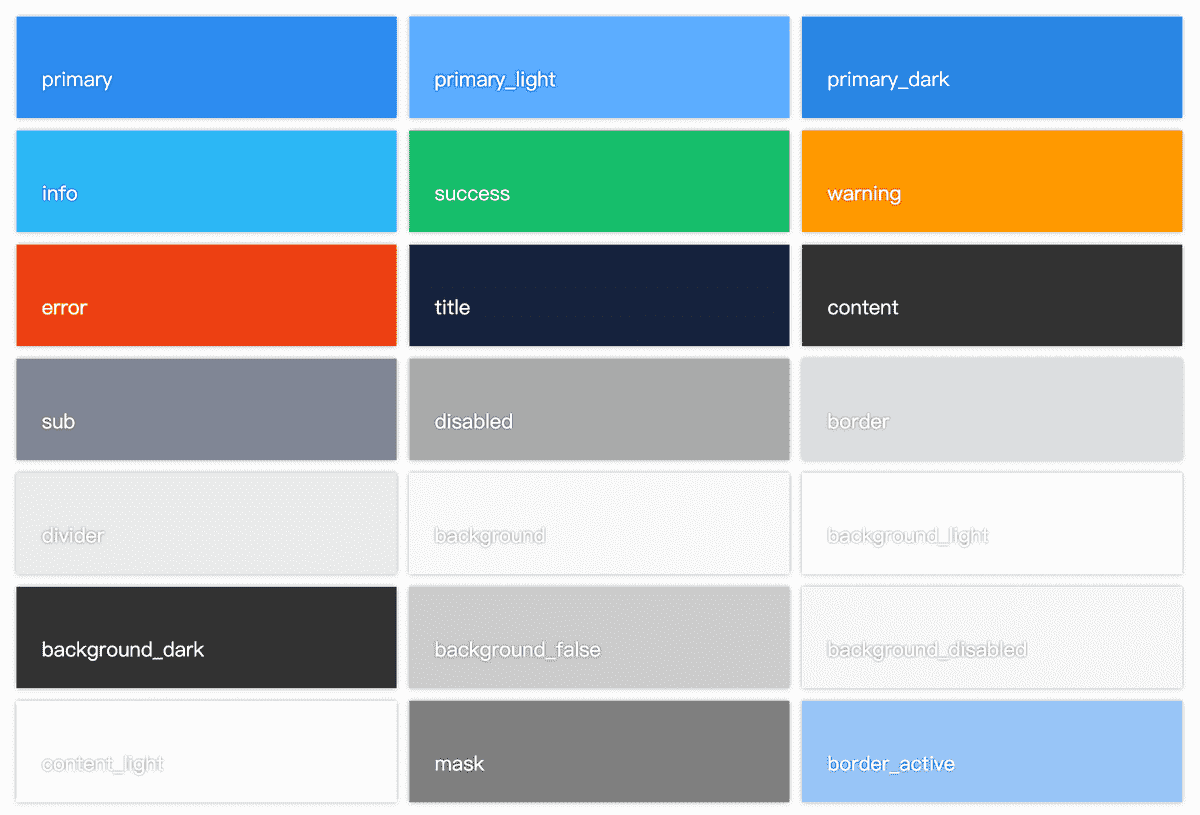 primary
primary_light
primary_dark
info
success
warning
error
title
content
sub
disabled
border
divider
background
background_light
background_dark
background_false
background_disabled
content_light
mask
border_active